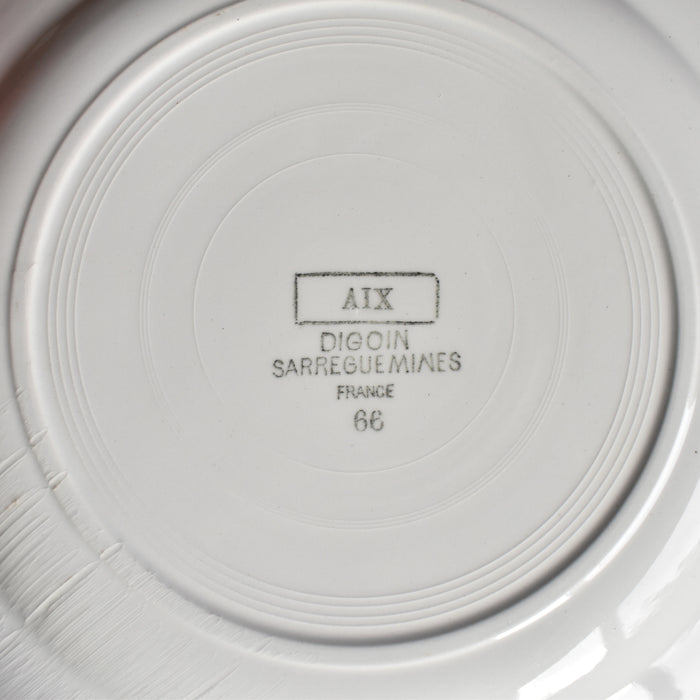 AIX
DIGOIN
SARREGUEMINES
FRANCE
66